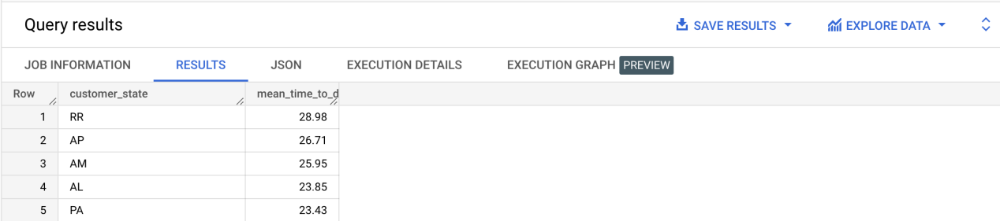 Query results SAVE RESULTS EXPLORE DATA
JOB INFORMATION RESULTS JSON EXECUTION DETAILS EXECUTION GRAPH PREVIEW
Row customer_state mean_time_to_d
1 RR 28.98
2 AP 26.71
3 AM 25.95
4 AL 23.85
5 PA 23.43